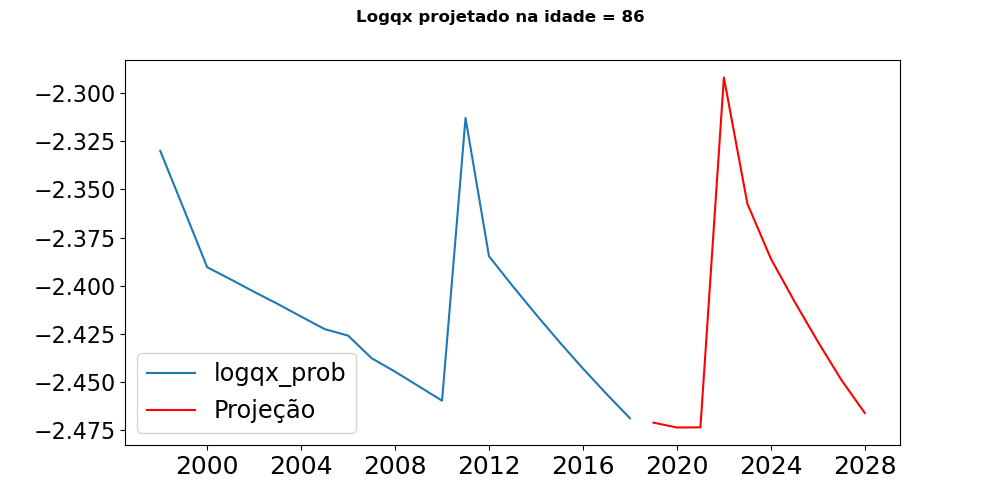 Logqx projetado na idade = 86
−2.300
−2.325
−2.350
−2.375
−2.400
−2.425
−2.450
−2.475
logqx_prob
Projeção
2000 2004 2008 2012 2016 2020 2024 2028